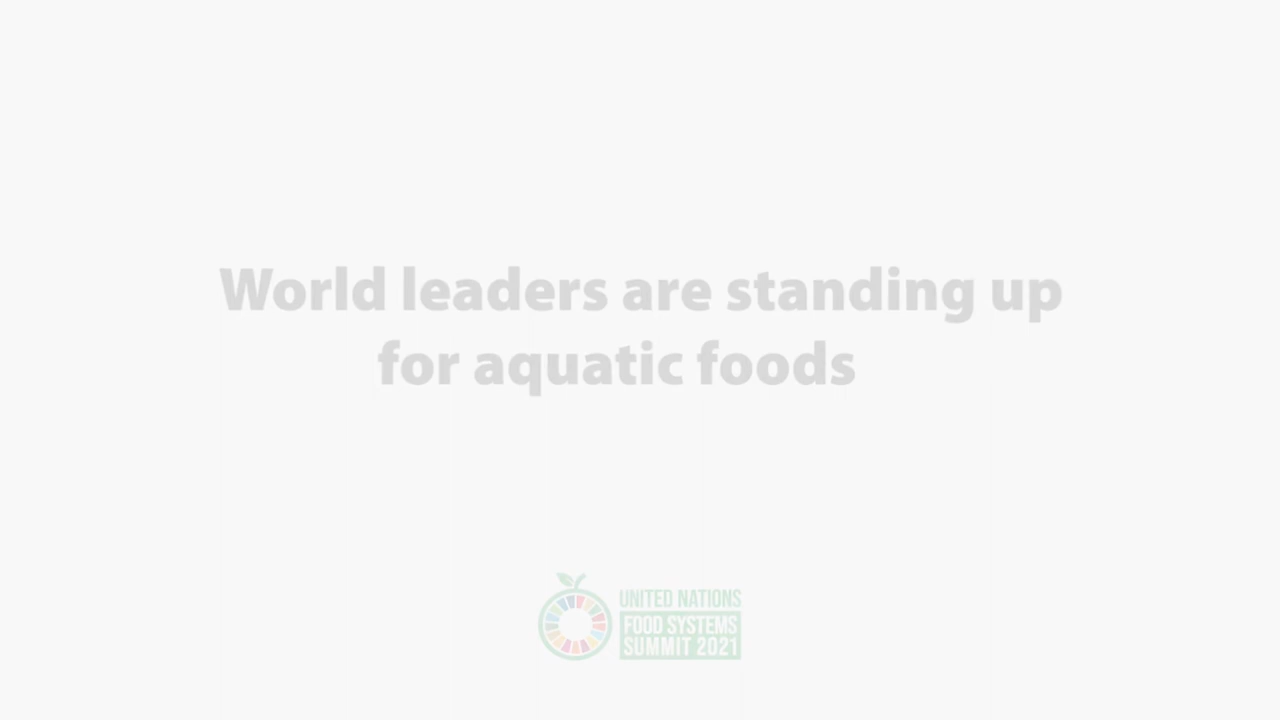 World leaders are standing up
for aquatic foods
UNITED NATIONS
FOOD SYSTEMS
SUMMIT 2021